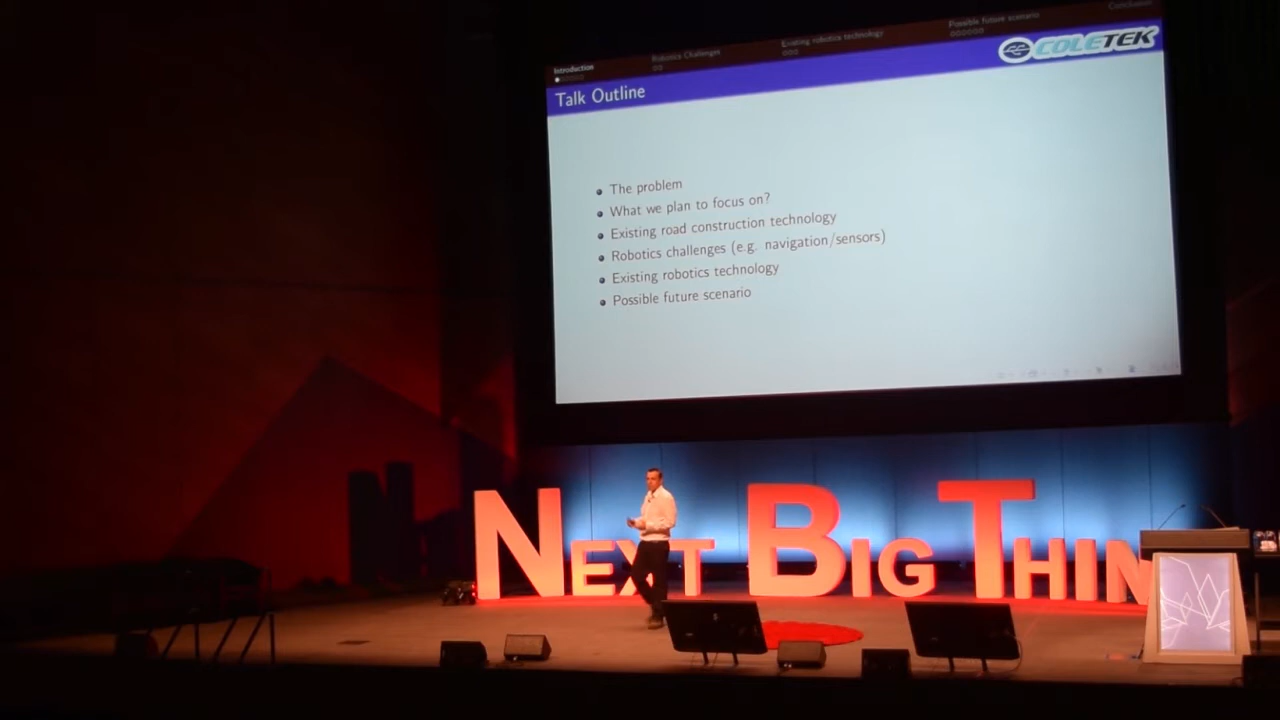 Introduction
Robotics Challenges
Existing robotics technology
Possible future scenario
Conclusion
COLETEK
Talk Outline
The problem
What we plan to focus on?
Existing road construction technology
Robotics challenges (e.g. navigation/sensors)
Existing robotics technology
Possible future scenario
NEXT BIG THIN